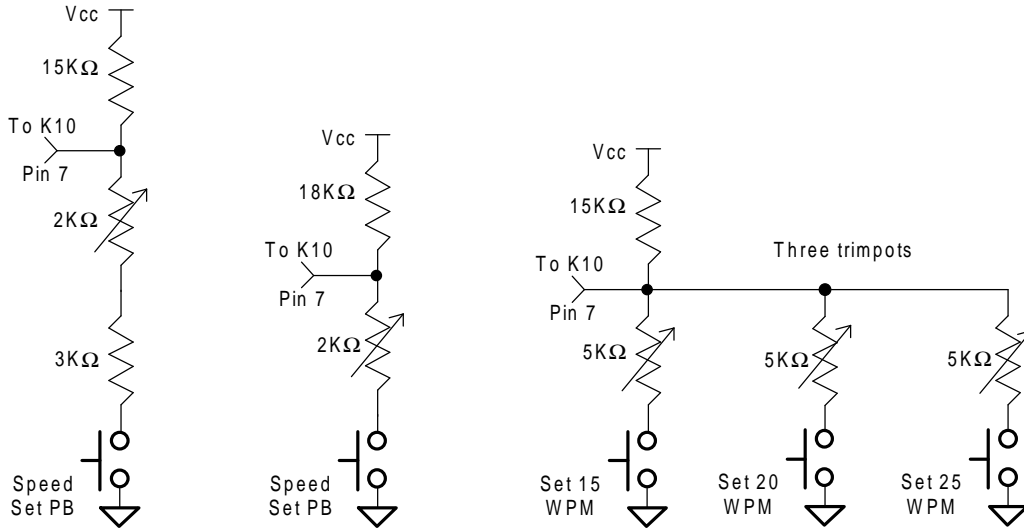 Vcc
15KΩ
To K10
Pin 7
2KΩ
3KΩ
Speed
Set PB
Vcc
18KΩ
To K10
Pin 7
2KΩ
Speed
Set PB
Vcc
15KΩ
To K10
Pin 7
Three trimpots
5KΩ
5KΩ
5KΩ
Set 15
WPM
Set 20
WPM
Set 25
WPM